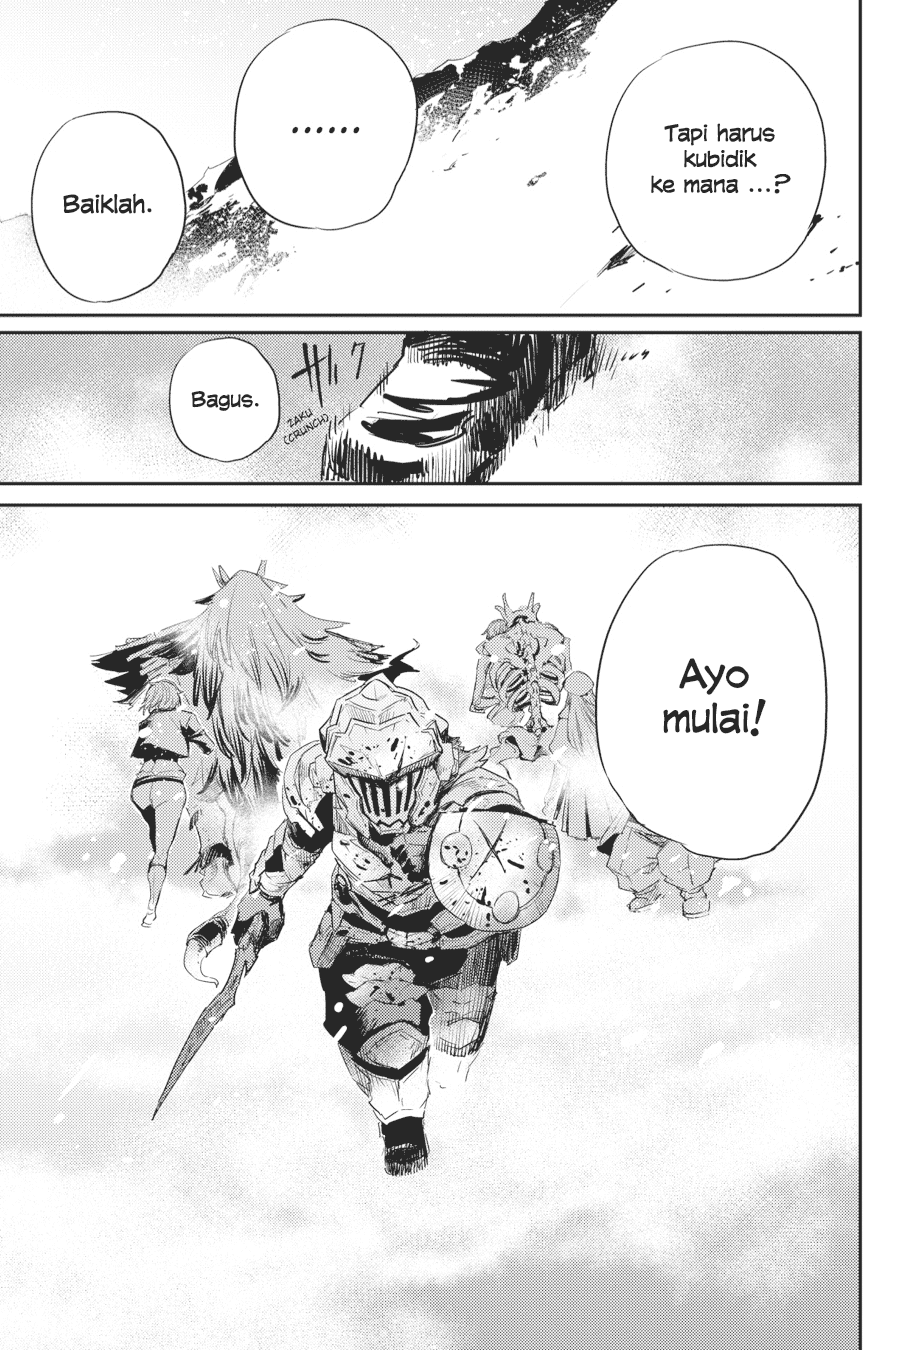 Tapi harus
kubidik
ke mana ...?
......
Baiklah.
ザク
ZAKU
(CRUNCH)
Bagus.
Ayo
mulai!